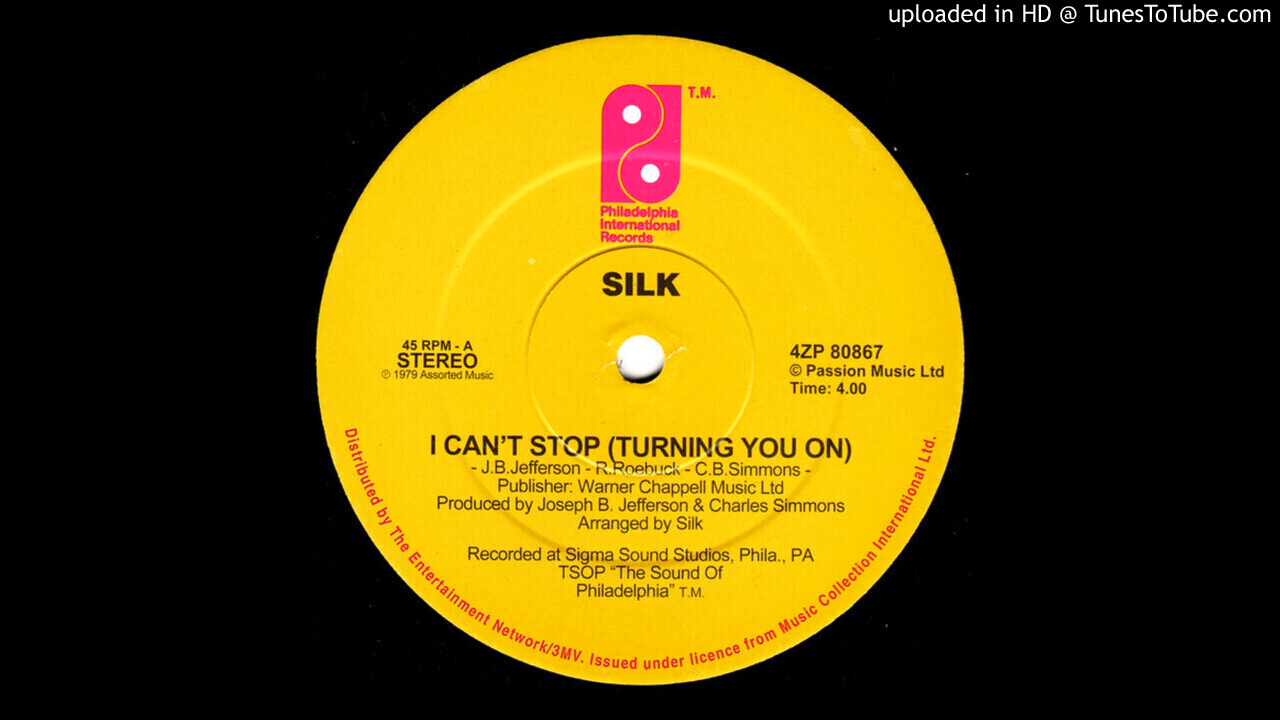 uploaded in HD @ TunesToTube.com
T.M.
Philadelphia
International
Records
SILK
45 RPM - A
STEREO
℗ 1979 Assorted Music
4ZP 80867
© Passion Music Ltd
Time: 4.00
I CAN'T STOP (TURNING YOU ON)
- J.B.Jefferson - R.Roebuck - C.B.Simmons -
Publisher: Warner Chappell Music Ltd
Produced by Joseph B. Jefferson & Charles Simmons
Arranged by Silk
Recorded at Sigma Sound Studios, Phila., PA
TSOP “The Sound Of
Philadelphia” T.M.
Distributed by The Entertainment Network/3MV. Issued under licence from Music Collection International Ltd.